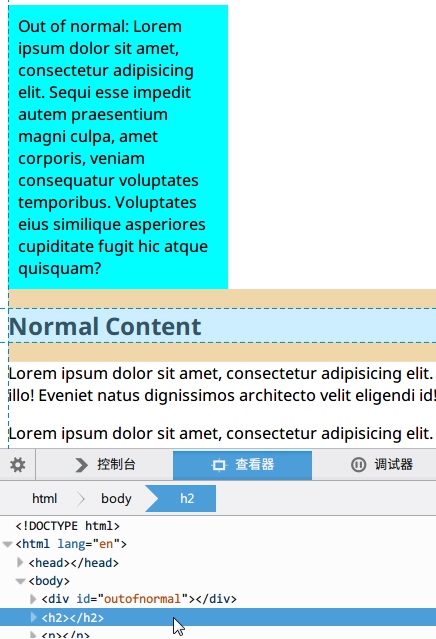 Out of normal: Lorem
ipsum dolor sit amet,
consectetur adipisicing
elit. Sequi esse impedit
autem praesentium
magni culpa, amet
corporis, veniam
consequatur voluptates
temporibus. Voluptates
eius similique asperiores
cupiditate fugit hic atque
quisquam?
Normal Content
Lorem ipsum dolor sit amet, consectetur adipisicing elit.
illo! Eveniet natus dignissimos architecto velit eligendi id!
Lorem ipsum dolor sit amet, consectetur adipisicing elit.
控制台 查看器 调试器
html body h2
<!DOCTYPE html>
<html lang="en">
<head></head>
<body>
<div id="outofnormal"></div>
<h2></h2>
<p></p>